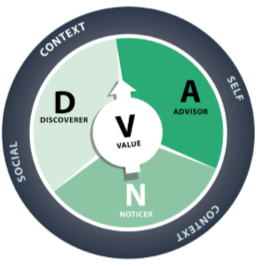 CONTEXT
SELF
CONTEXT
SOCIAL
D
DISCOVERER
A
ADVISOR
V
VALUE
N
NOTICER